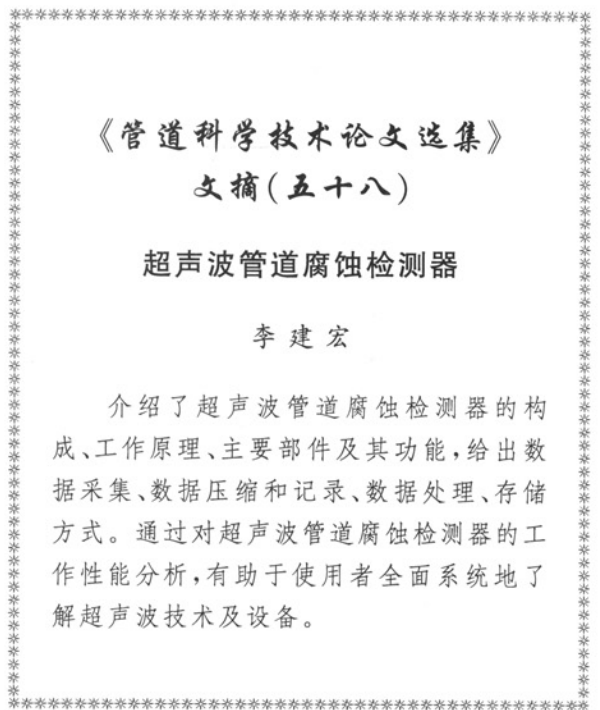 《管道科学技术论文选集》
文摘(五十八)
超声波管道腐蚀检测器
李建宏
介绍了超声波管道腐蚀检测器的构
成、工作原理、主要部件及其功能,给出数
据采集、数据压缩和记录、数据处理、存储
方式。通过对超声波管道腐蚀检测器的工
作性能分析,有助于使用者全面系统地了
解超声波技术及设备。